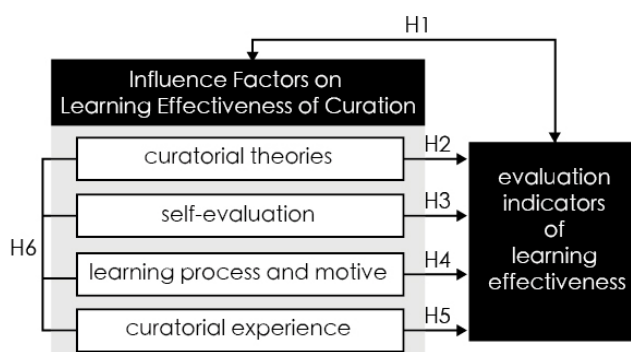 H1
Influence Factors on
Learning Effectiveness of Curation
curatorial theories
H2
self-evaluation
H3
learning process and motive
H4
curatorial experience
H5
H6
evaluation
indicators
of
learning
effectiveness